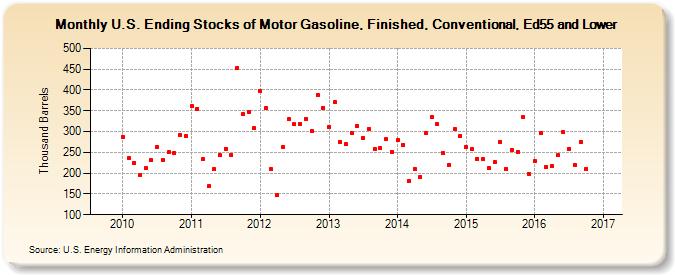 Monthly U.S. Ending Stocks of Motor Gasoline, Finished, Conventional, Ed55 and Lower
Thousand Barrels
500
450
400
350
300
250
200
150
100
2010 2011 2012 2013 2014 2015 2016 2017
Source: U.S. Energy Information Administration